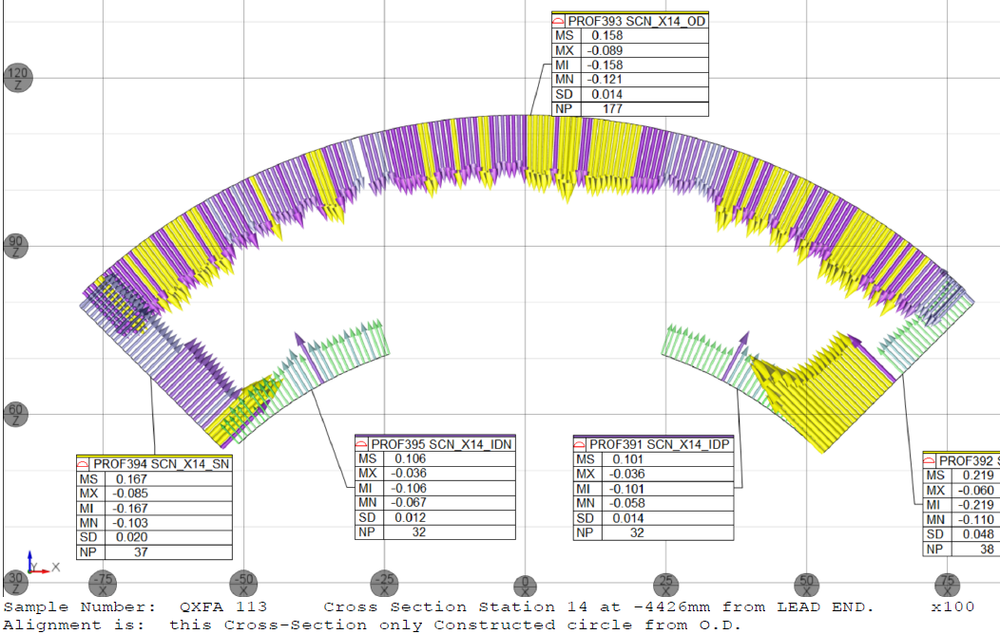 PROF393 SCN_X14_OD
MS 0.158
MX -0.089
MI -0.158
MN -0.121
SD 0.014
NP 177
120
Z
90
Z
60
Z
PROF394 SCN_X14_SN
MS 0.167
MX -0.085
MI -0.167
MN -0.103
SD 0.020
NP 37
PROF395 SCN_X14_IDN
MS 0.106
MX -0.036
MI -0.106
MN -0.067
SD 0.012
NP 32
PROF391 SCN_X14_IDP
MS 0.101
MX -0.036
MI -0.101
MN -0.058
SD 0.014
NP 32
PROF392 S
MS 0.219
MX -0.060
MI -0.219
MN -0.110
SD 0.048
NP 38
30
Z
Y X
-75
X
-50
X
-25
X
0
X
25
X
50
X
75
X
Sample Number: QXFA 113 Cross Section Station 14 at -4426mm from LEAD END. x100
Alignment is: this Cross-Section only Constructed circle from O.D.